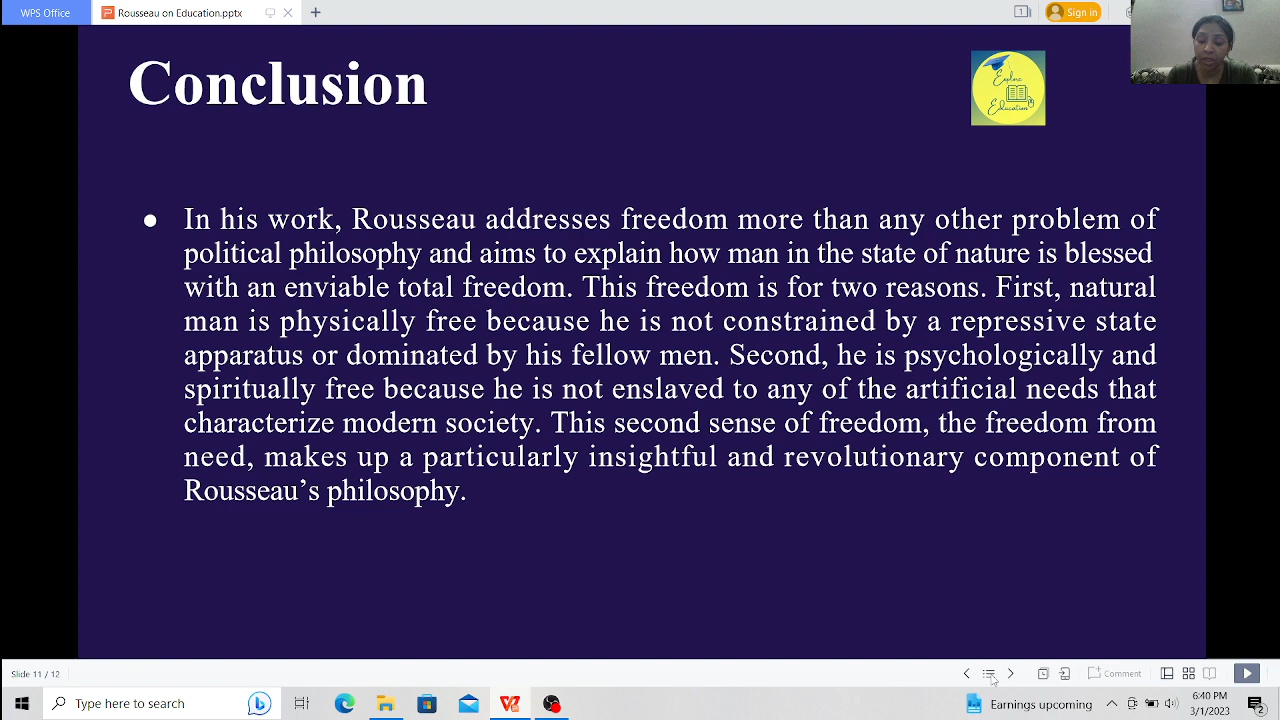 WPS Office
Rousseau on Education.pptx
Sign in
Conclusion
Explore
Education
In his work, Rousseau addresses freedom more than any other problem of
political philosophy and aims to explain how man in the state of nature is blessed
with an enviable total freedom. This freedom is for two reasons. First, natural
man is physically free because he is not constrained by a repressive state
apparatus or dominated by his fellow men. Second, he is psychologically and
spiritually free because he is not enslaved to any of the artificial needs that
characterize modern society. This second sense of freedom, the freedom from
need, makes up a particularly insightful and revolutionary component of
Rousseau’s philosophy.
Slide 11 / 12
Comment
Type here to search
Earnings upcoming
6:40 PM
3/1/2023
2